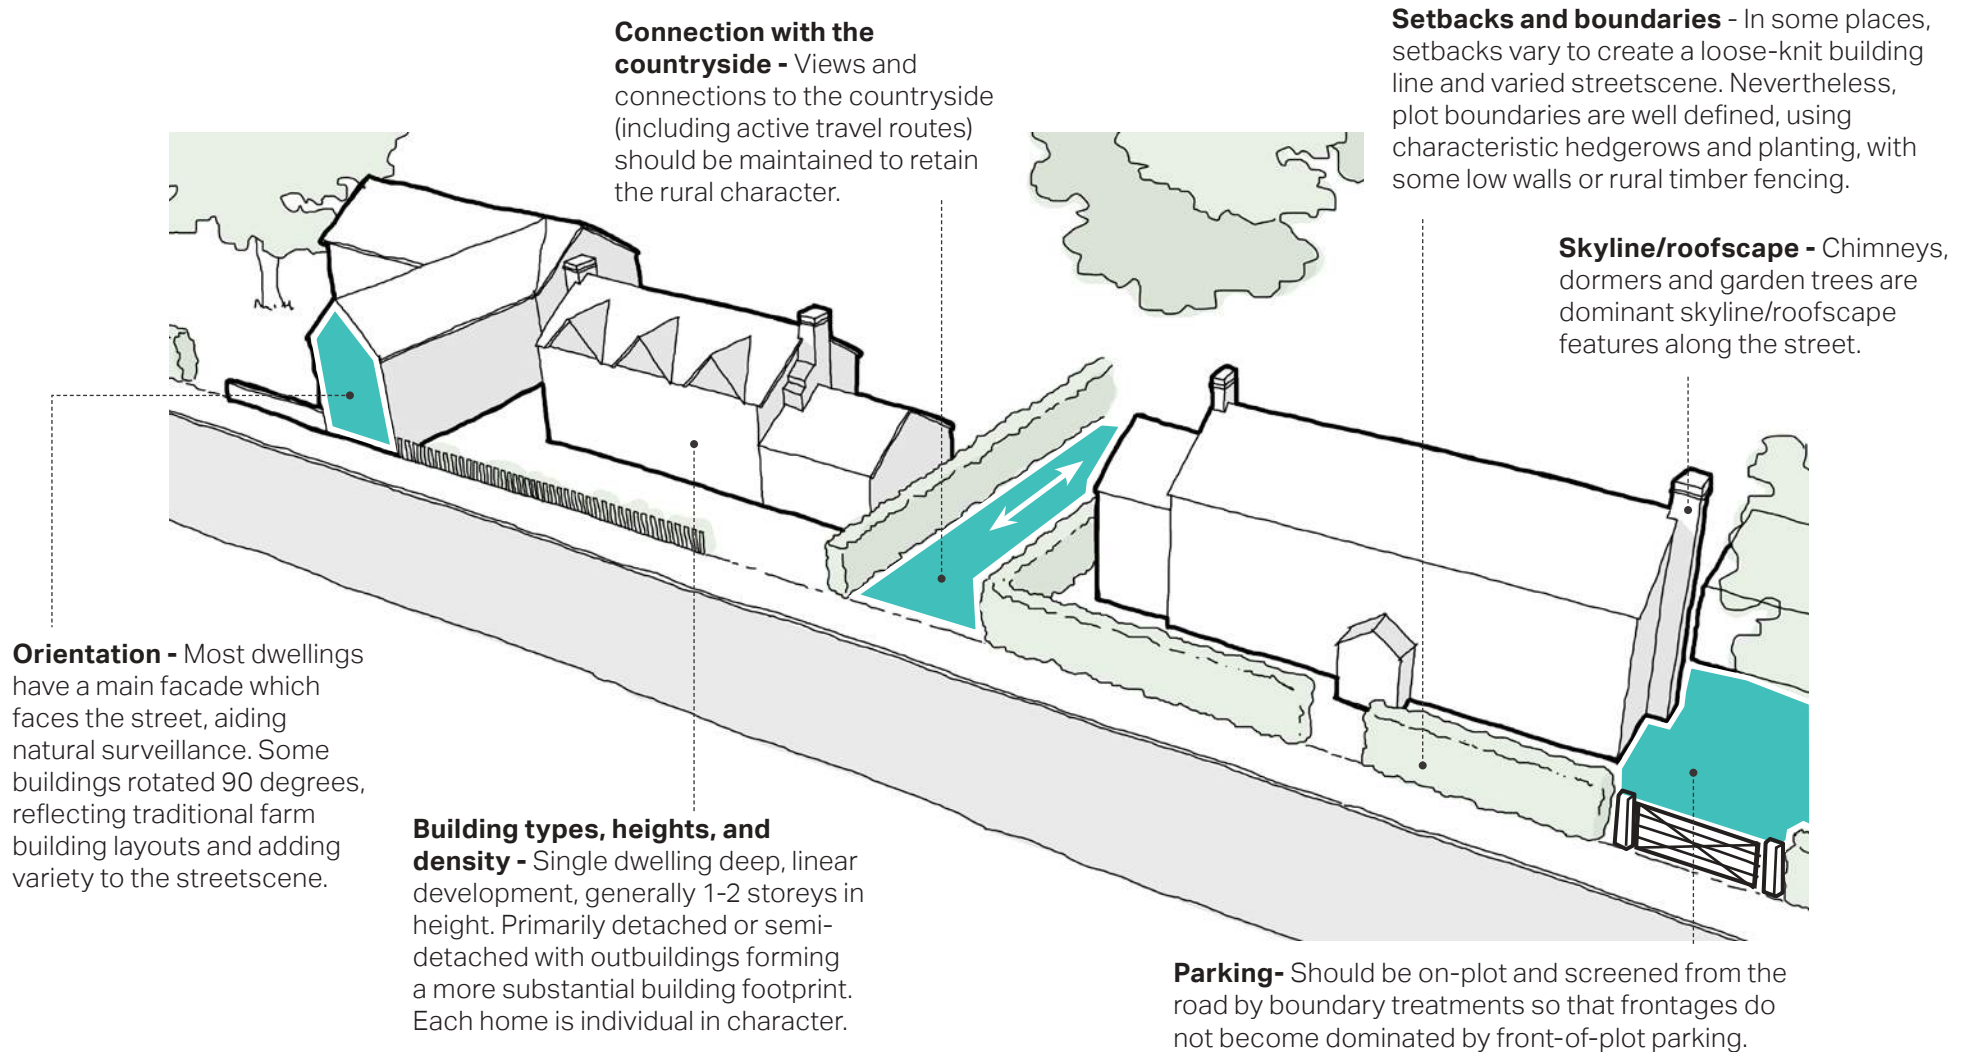 Connection with the
countryside - Views and
connections to the countryside
(including active travel routes)
should be maintained to retain
the rural character.
Setbacks and boundaries - In some places,
setbacks vary to create a loose-knit building
line and varied streetscene. Nevertheless,
plot boundaries are well defined, using
characteristic hedgerows and planting, with
some low walls or rural timber fencing.
Skyline/roofscape - Chimneys,
dormers and garden trees are
dominant skyline/roofscape
features along the street.
Orientation - Most dwellings
have a main facade which
faces the street, aiding
natural surveillance. Some
buildings rotated 90 degrees,
reflecting traditional farm
building layouts and adding
variety to the streetscene.
Building types, heights, and
density - Single dwelling deep, linear
development, generally 1-2 storeys in
height. Primarily detached or semi-
detached with outbuildings forming
a more substantial building footprint.
Each home is individual in character.
Parking- Should be on-plot and screened from the
road by boundary treatments so that frontages do
not become dominated by front-of-plot parking.